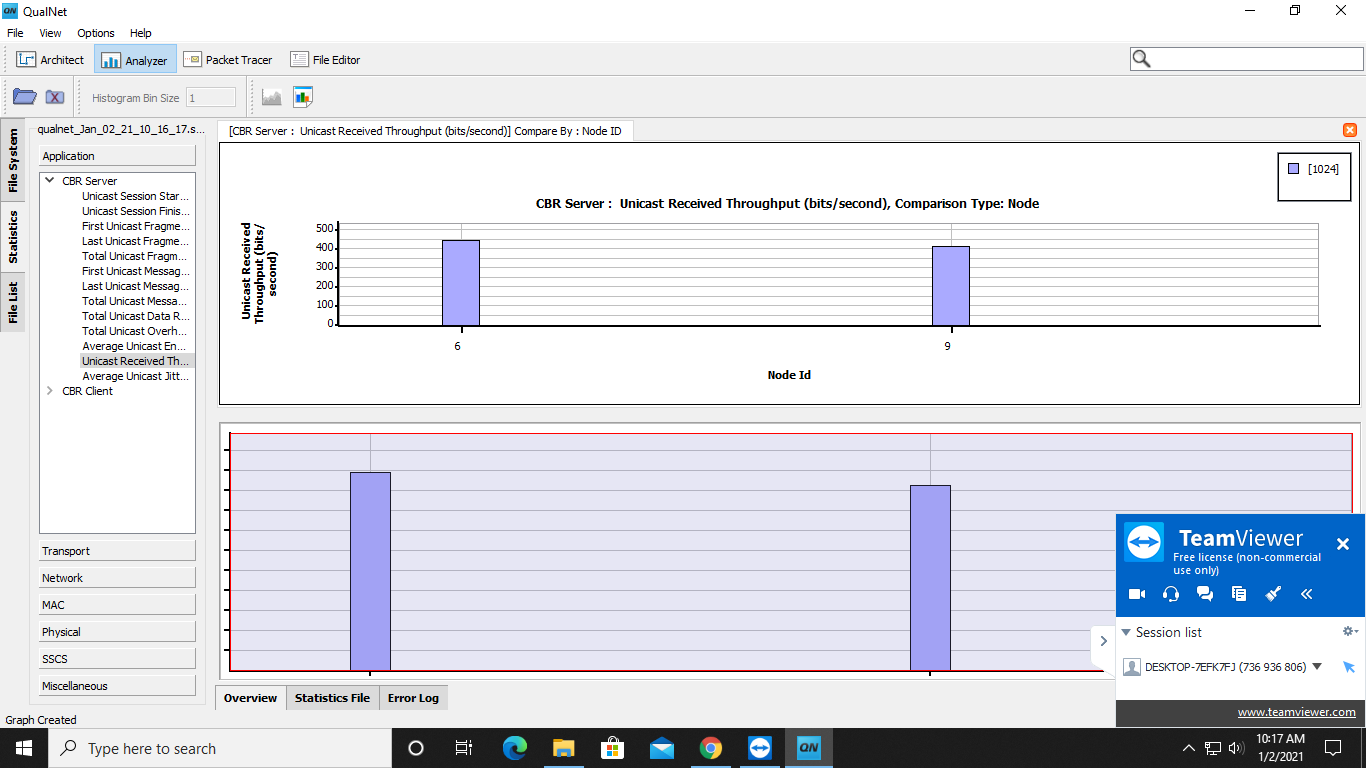 QualNet
File View Options Help
Architect Analyzer Packet Tracer File Editor
Histogram Bin Size 1
File System
Statistics
File List
qualnet_Jan_02_21_10_16_17.s...
Application
CBR Server
Unicast Session Star...
Unicast Session Finis...
First Unicast Fragme...
Last Unicast Fragme...
Total Unicast Fragm...
First Unicast Messag...
Last Unicast Messag...
Total Unicast Messa...
Total Unicast Data R...
Total Unicast Overh...
Average Unicast En...
Unicast Received Th...
Average Unicast Jitt...
CBR Client
Transport
Network
MAC
Physical
SSCS
Miscellaneous
[CBR Server : Unicast Received Throughput (bits/second)] Compare By : Node ID
[1024]
CBR Server : Unicast Received Throughput (bits/second), Comparison Type: Node
Unicast Received
Throughput (bits/
second)
500
400
300
200
100
0
6 9
Node Id
TeamViewer
Free license (non-commercial
use only)
Session list
DESKTOP-7EFK7FJ (736 936 806)
www.teamviewer.com
Overview Statistics File Error Log
Graph Created
Type here to search
QN
10:17 AM
1/2/2021